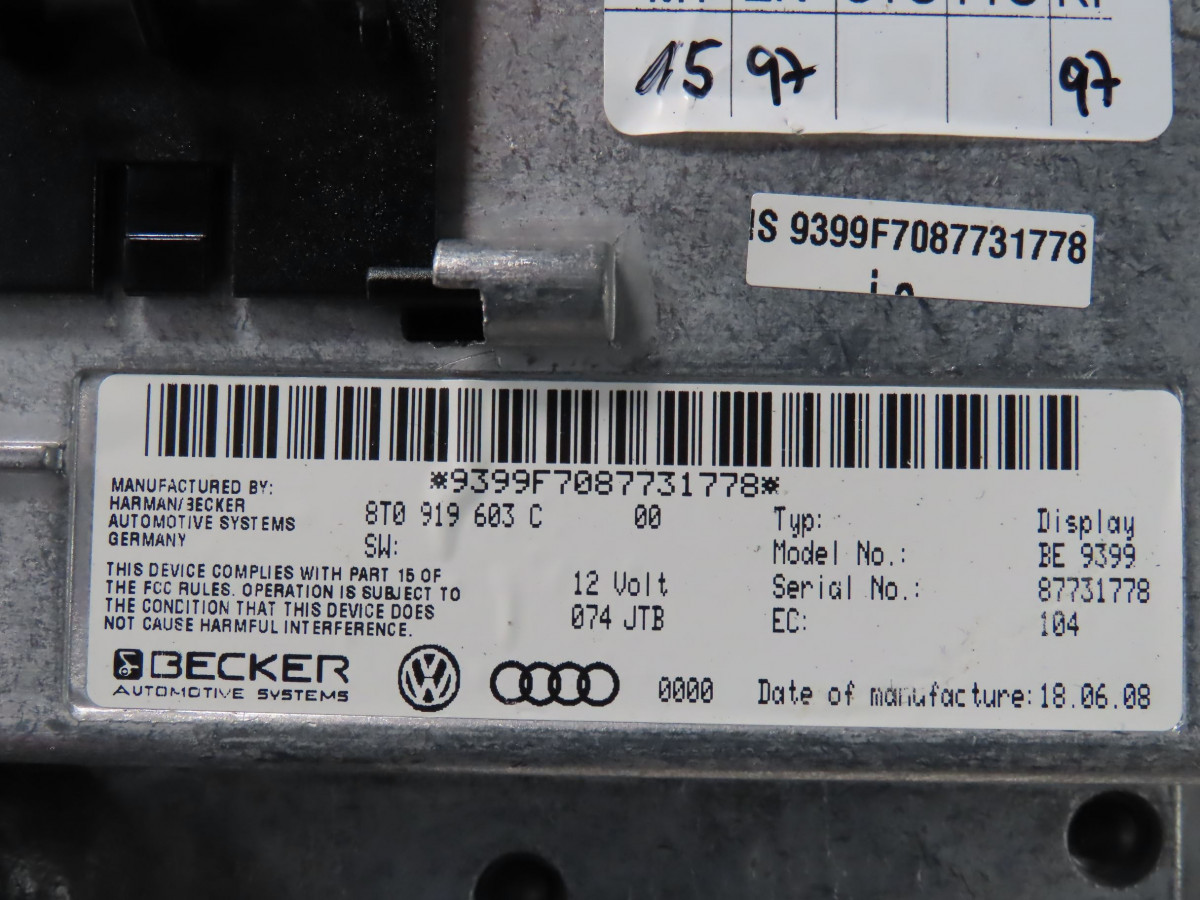 15 97 97
IS 9399F7087731778
*9399F7087731778*
MANUFACTURED BY:
HARMAN/BECKER
AUTOMOTIVE SYSTEMS
GERMANY
8T0 919 603 C 00
SW:
THIS DEVICE COMPLIES WITH PART 15 OF
THE FCC RULES. OPERATION IS SUBJECT TO
THE CONDITION THAT THIS DEVICE DOES
NOT CAUSE HARMFUL INTERFERENCE.
12 Volt
074 JTB
Typ: Display
Model No.: BE 9399
Serial No.: 87731778
EC: 104
BECKER
AUTOMOTIVE SYSTEMS
0000
Date of manufacture: 18.06.08